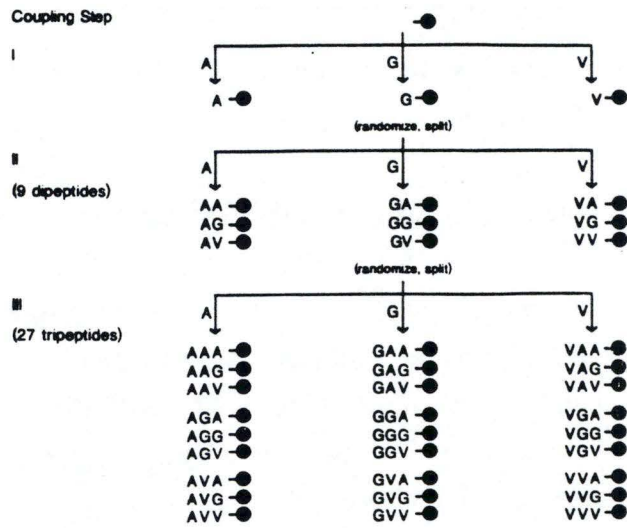 Coupling Step
I
A G V
A G V
(randomize, split)
II
A G V
(9 dipeptides)
AA GA VA
AG GG VG
AV GV VV
(randomize, split)
III
A G V
(27 tripeptides)
AAA GAA VAA
AAG GAG VAG
AAV GAV VAV
AGA GGA VGA
AGG GGG VGG
AGV GGV VGV
AVA GVA VVA
AVG GVG VVG
AVV GVV VVV